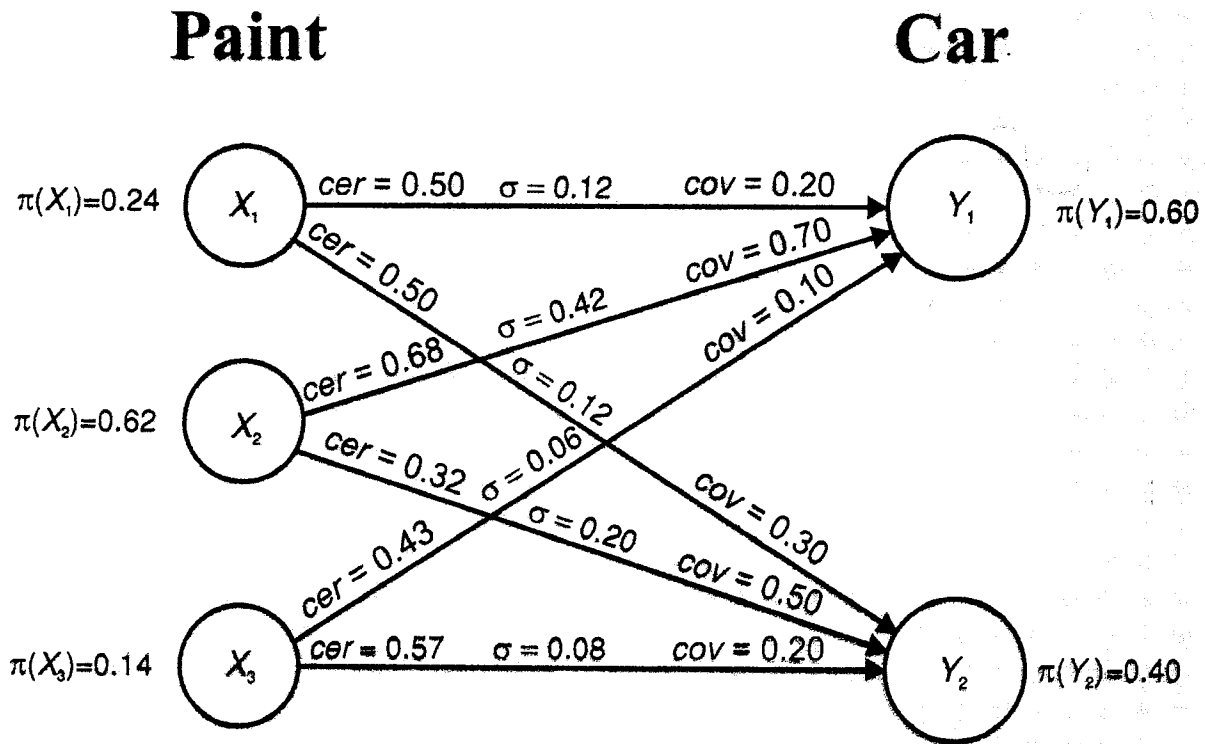 Paint Car
π(X₁)=0.24 X₁ cer = 0.50 σ = 0.12 cov = 0.20 Y₁ π(Y₁)=0.60
cer = 0.50 σ = 0.12 cov = 0.30
cer = 0.68 σ = 0.42 cov = 0.70
π(X₂)=0.62 X₂
cer = 0.32 σ = 0.20 cov = 0.50
cer = 0.43 σ = 0.06 cov = 0.10
π(X₃)=0.14 X₃ cer = 0.57 σ = 0.08 cov = 0.20 Y₂ π(Y₂)=0.40